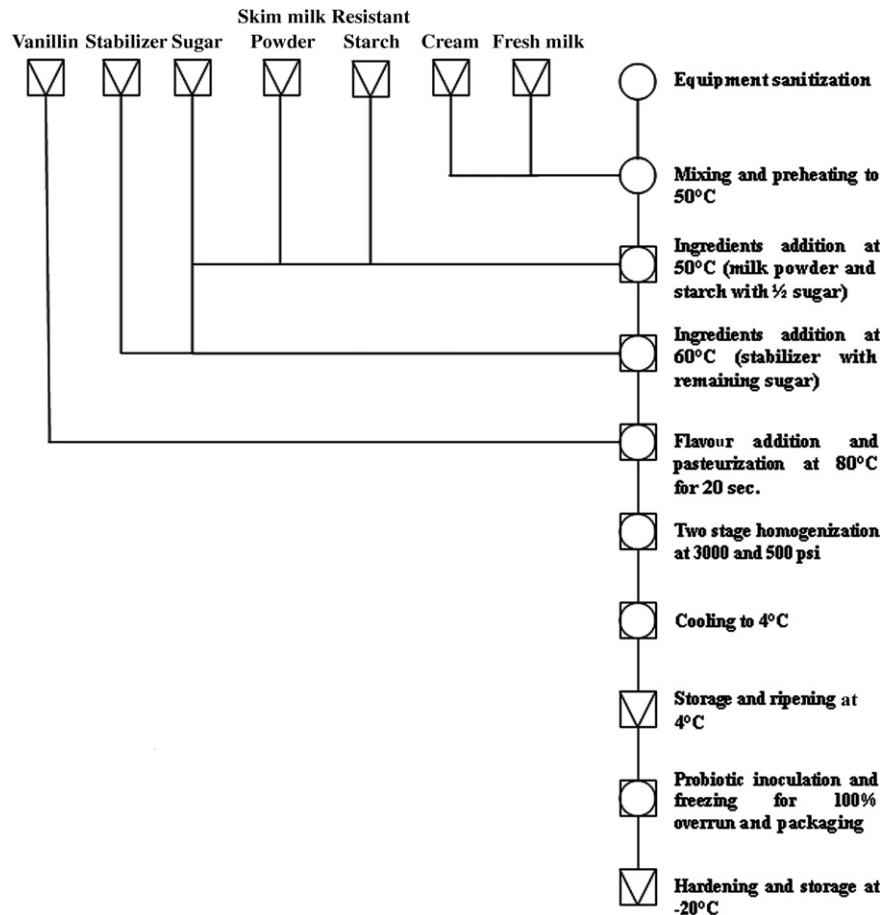 Skim milk Resistant
Vanillin Stabilizer Sugar Powder Starch Cream Fresh milk
Equipment sanitization
Mixing and preheating to
50°C
Ingredients addition at
50°C (milk powder and
starch with ½ sugar)
Ingredients addition at
60°C (stabilizer with
remaining sugar)
Flavour addition and
pasteurization at 80°C
for 20 sec.
Two stage homogenization
at 3000 and 500 psi
Cooling to 4°C
Storage and ripening at
4°C
Probiotic inoculation and
freezing for 100%
overrun and packaging
Hardening and storage at
-20°C